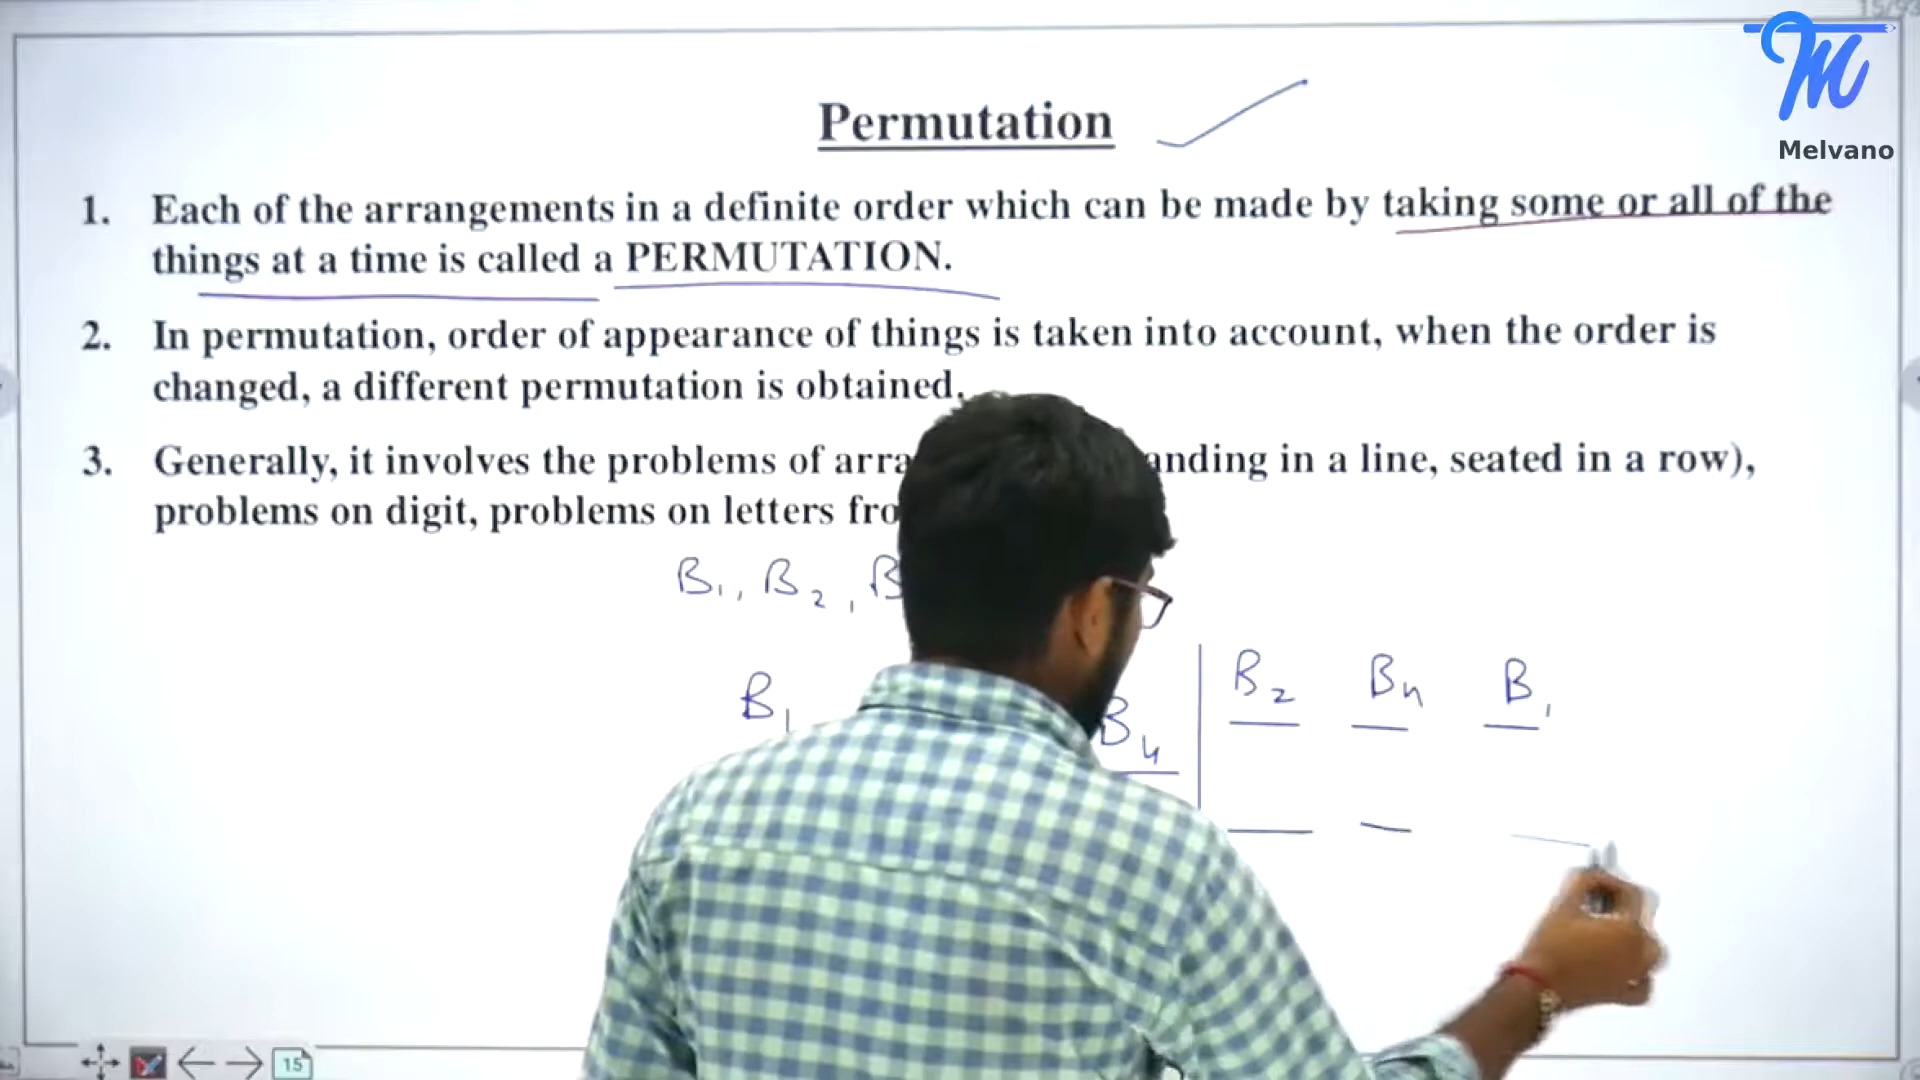 15/93
Melvano
Permutation
1. Each of the arrangements in a definite order which can be made by taking some or all of the
things at a time is called a PERMUTATION.
2. In permutation, order of appearance of things is taken into account, when the order is
changed, a different permutation is obtained.
3. Generally, it involves the problems of arra anding in a line, seated in a row),
problems on digit, problems on letters fro
B₁, B₂, B
B₁ B₄ B₂ B₄ B₁
15